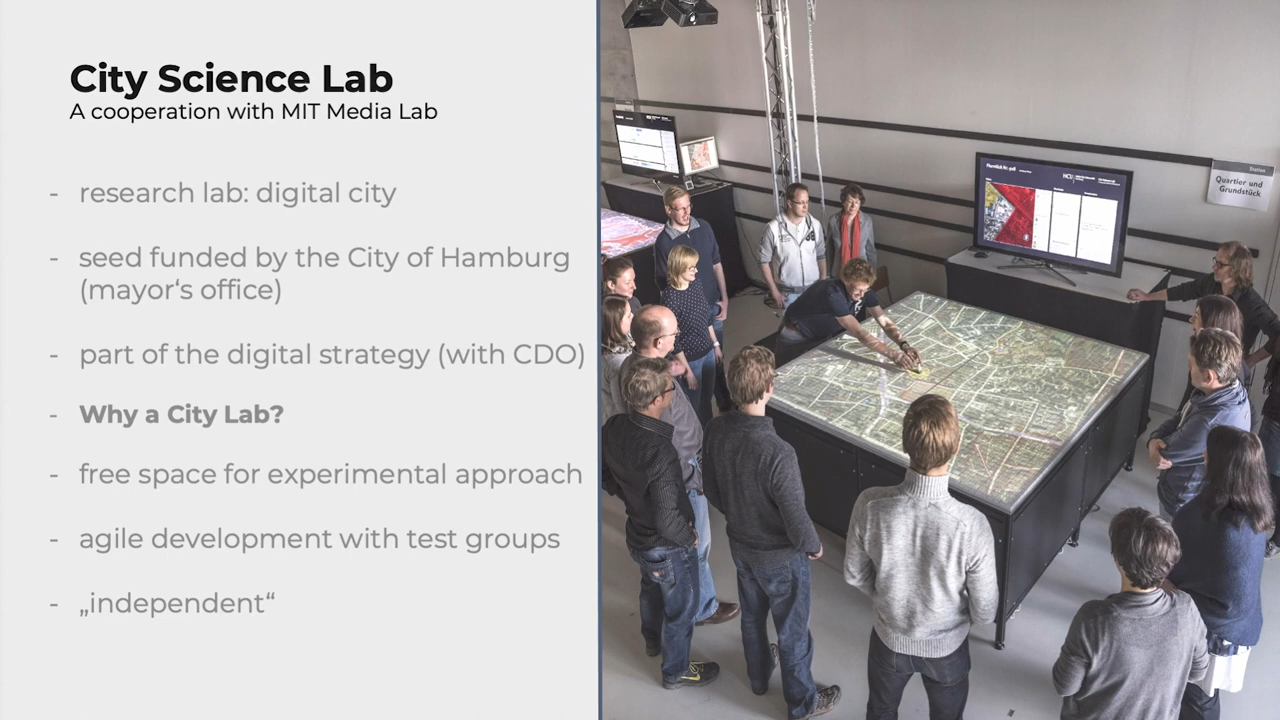 City Science Lab
A cooperation with MIT Media Lab
- research lab: digital city
- seed funded by the City of Hamburg
(mayor‘s office)
- part of the digital strategy (with CDO)
- Why a City Lab?
- free space for experimental approach
- agile development with test groups
- „independent“
HCU
Station
Quartier und
Grundstück